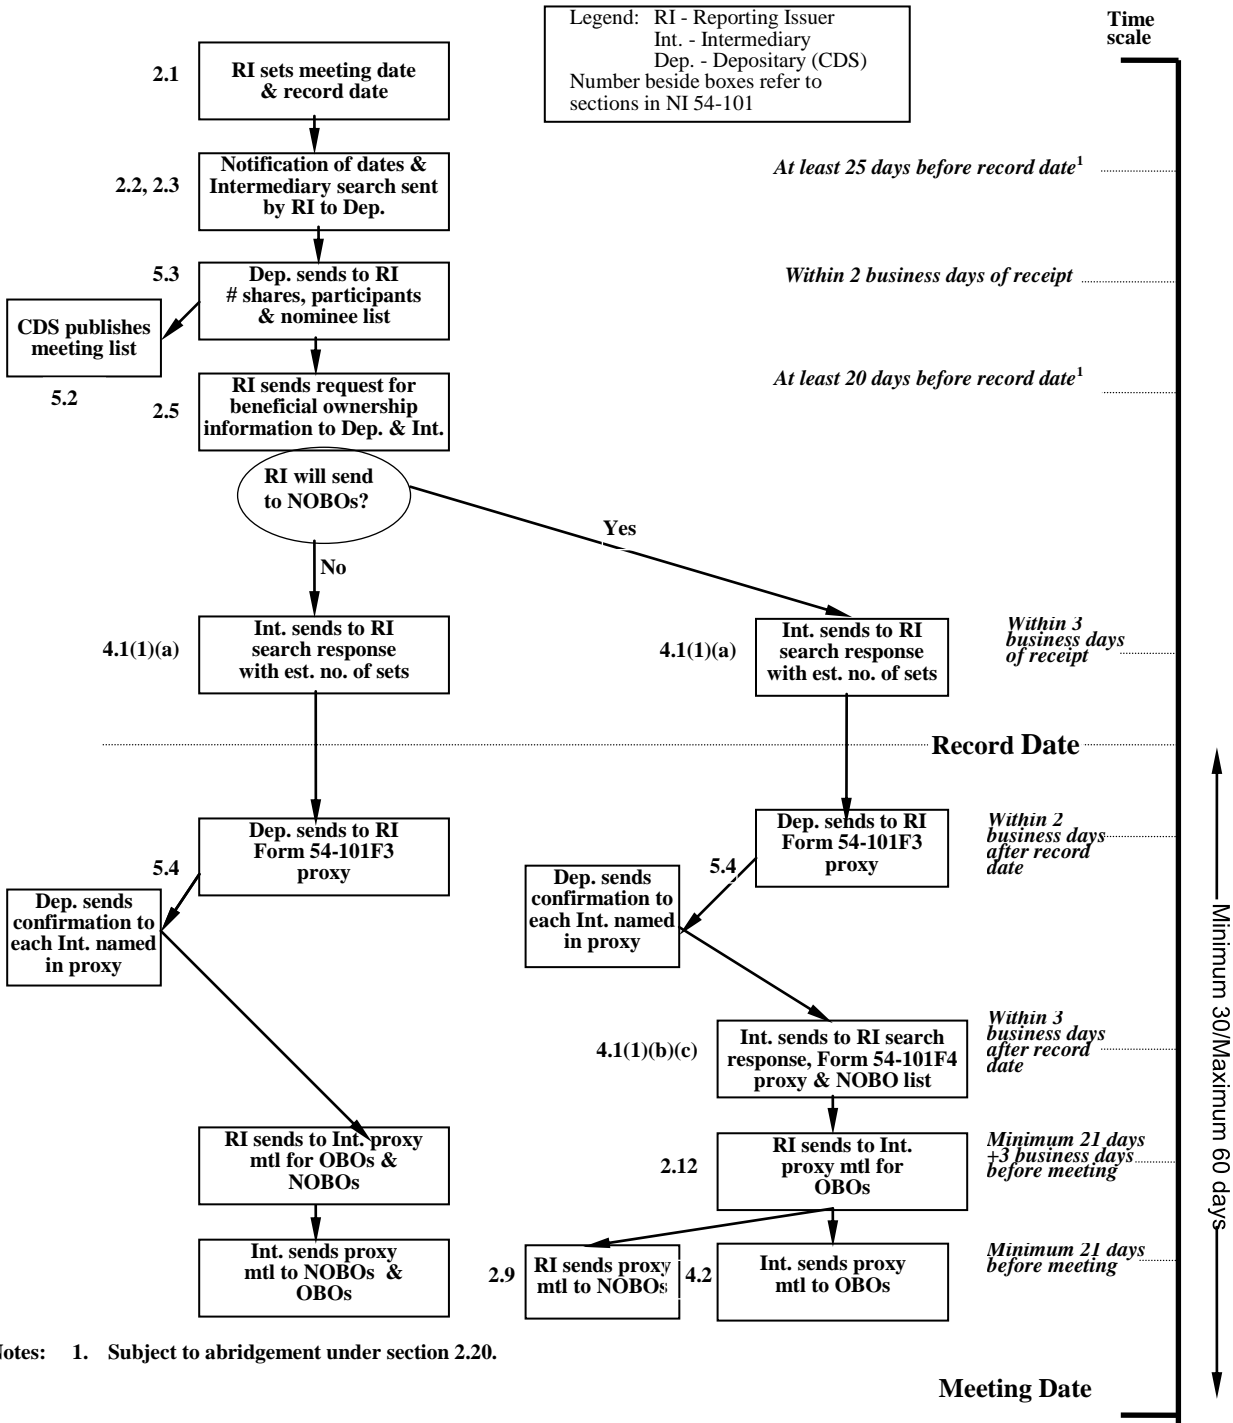 Legend: RI - Reporting Issuer
Int. - Intermediary
Dep. - Depositary (CDS)
Number beside boxes refer to
sections in NI 54-101
Time
scale
2.1
RI sets meeting date
& record date
2.2, 2.3
Notification of dates &
Intermediary search sent
by RI to Dep.
At least 25 days before record date1
5.3
Dep. sends to RI
# shares, participants
& nominee list
Within 2 business days of receipt
CDS publishes
meeting list
5.2
2.5
RI sends request for
beneficial ownership
information to Dep. & Int.
At least 20 days before record date1
RI will send
to NOBOs?
Yes
No
4.1(1)(a)
Int. sends to RI
search response
with est. no. of sets
4.1(1)(a)
Int. sends to RI
search response
with est. no. of sets
Within 3
business days
of receipt
Record Date
Dep. sends to RI
Form 54-101F3
proxy
5.4
Dep. sends
confirmation to
each Int. named
in proxy
Dep. sends to RI
Form 54-101F3
proxy
5.4
Dep. sends
confirmation to
each Int. named
in proxy
Within 2
business days
after record
date
4.1(1)(b)(c)
Int. sends to RI search
response, Form 54-101F4
proxy & NOBO list
Within 3
business days
after record
date
RI sends to Int. proxy
mtl for OBOs &
NOBOs
2.12
RI sends to Int.
proxy mtl for
OBOs
Minimum 21 days
+3 business days
before meeting
Int. sends proxy
mtl to NOBOs &
OBOs
2.9
RI sends proxy
mtl to NOBOs
4.2
Int. sends proxy
mtl to OBOs
Minimum 21 days
before meeting
Minimum 30/Maximum 60 days
otes: 1. Subject to abridgement under section 2.20.
Meeting Date